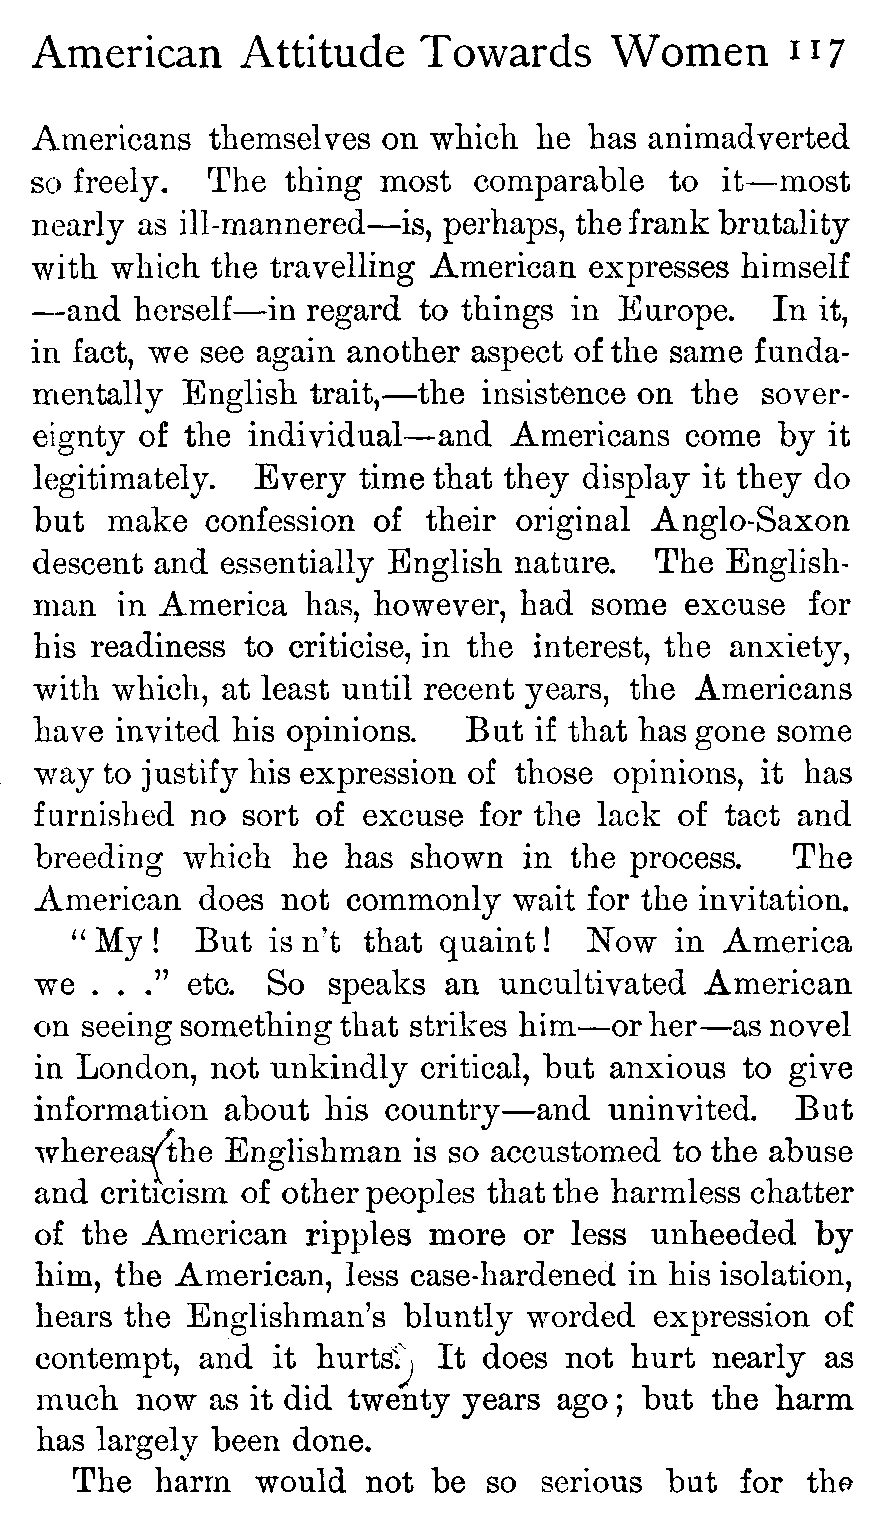 American Attitude Towards Women 117
Americans themselves on which he has animadverted
so freely. The thing most comparable to it—most
nearly as ill-mannered—is, perhaps, the frank brutality
with which the travelling American expresses himself
—and herself—in regard to things in Europe. In it,
in fact, we see again another aspect of the same funda-
mentally English trait,—the insistence on the sover-
eignty of the individual—and Americans come by it
legitimately. Every time that they display it they do
but make confession of their original Anglo-Saxon
descent and essentially English nature. The English-
man in America has, however, had some excuse for
his readiness to criticise, in the interest, the anxiety,
with which, at least until recent years, the Americans
have invited his opinions. But if that has gone some
way to justify his expression of those opinions, it has
furnished no sort of excuse for the lack of tact and
breeding which he has shown in the process. The
American does not commonly wait for the invitation.
"My! But is n't that quaint! Now in America
we . . ." etc. So speaks an uncultivated American
on seeing something that strikes him—or her—as novel
in London, not unkindly critical, but anxious to give
information about his country—and uninvited. But
whereas the Englishman is so accustomed to the abuse
and criticism of other peoples that the harmless chatter
of the American ripples more or less unheeded by
him, the American, less case-hardened in his isolation,
hears the Englishman's bluntly worded expression of
contempt, and it hurts. It does not hurt nearly as
much now as it did twenty years ago; but the harm
has largely been done.
The harm would not be so serious but for the